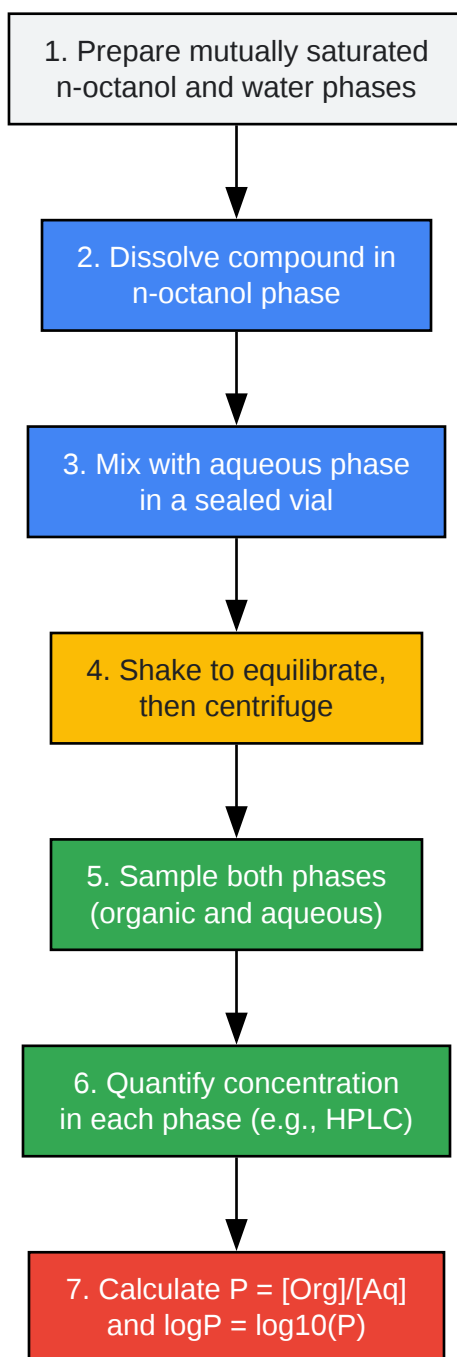 1. Prepare mutually saturated
n-octanol and water phases
2. Dissolve compound in
n-octanol phase
3. Mix with aqueous phase
in a sealed vial
4. Shake to equilibrate,
then centrifuge
5. Sample both phases
(organic and aqueous)
6. Quantify concentration
in each phase (e.g., HPLC)
7. Calculate P = [Org]/[Aq]
and logP = log10(P)